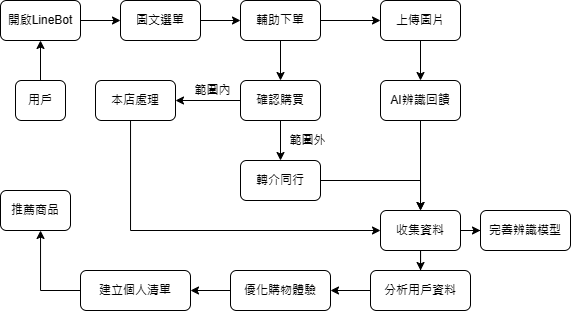 開啟LineBot
圖文選單
輔助下單
上傳圖片
用戶
本店處理
範圍內
確認購買
AI辨識回饋
範圍外
轉介同行
推薦商品
收集資料
完善辨識模型
建立個人清單
優化購物體驗
分析用戶資料